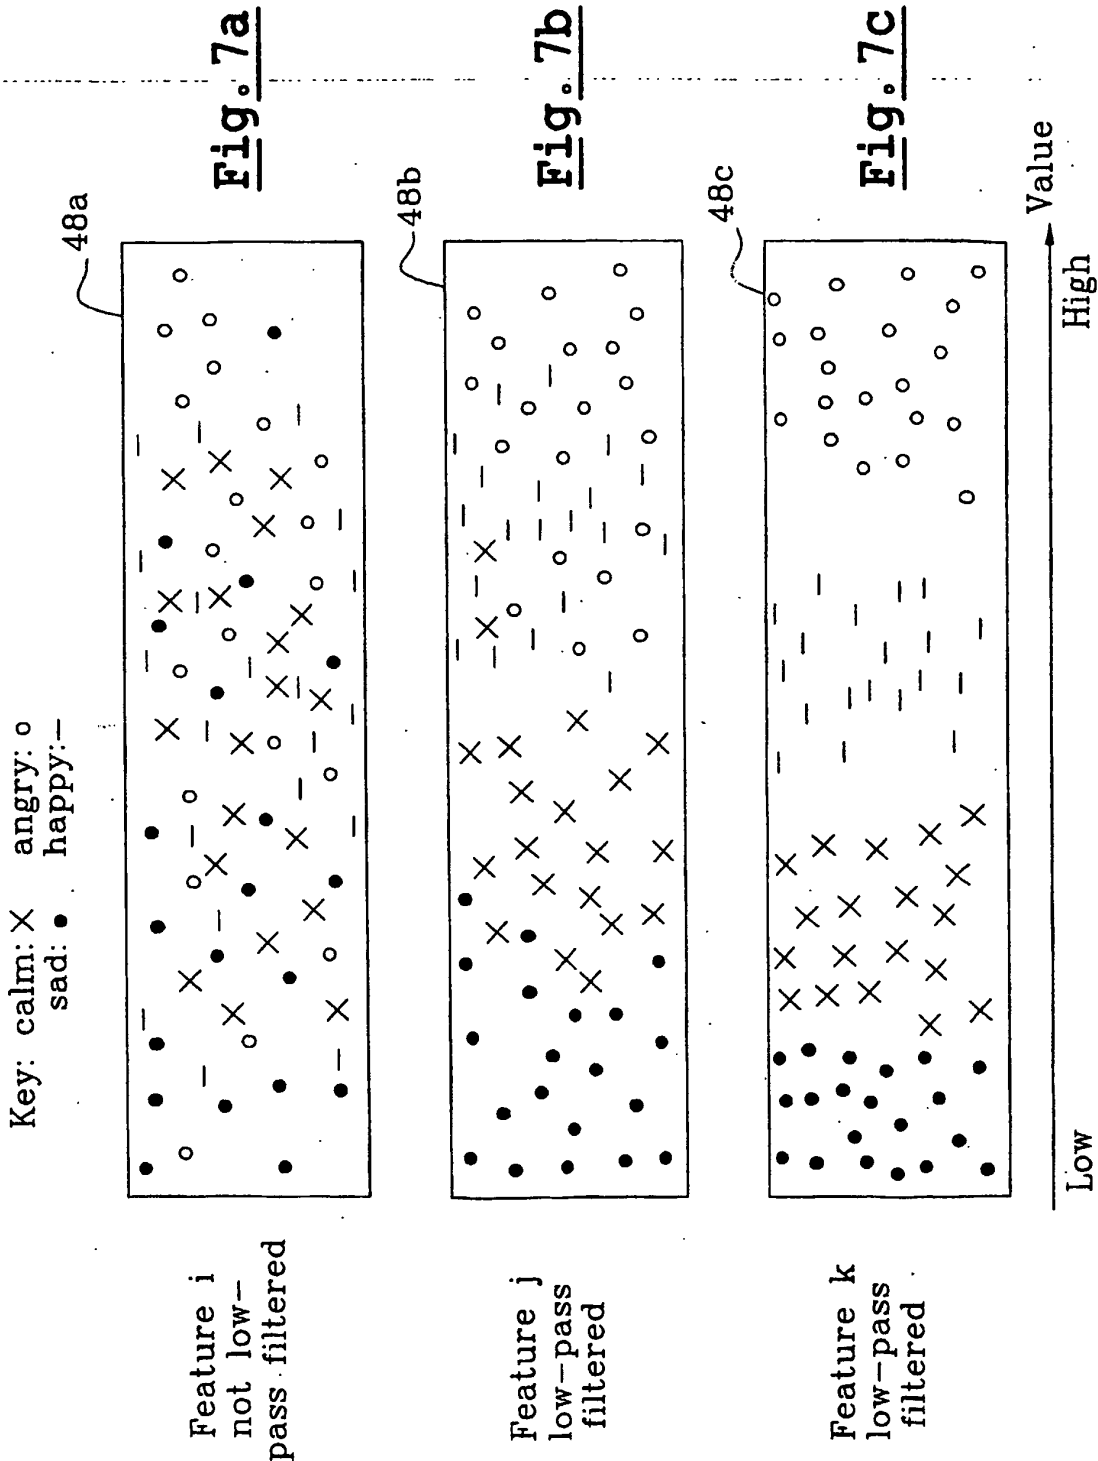 Key: calm: X angry: o
sad: • happy:–
Feature i
not low-
pass filtered
48a
Fig. 7a
Feature j
low-pass
filtered
48b
Fig. 7b
Feature k
low-pass
filtered
48c
Fig. 7c
Low
High
Value